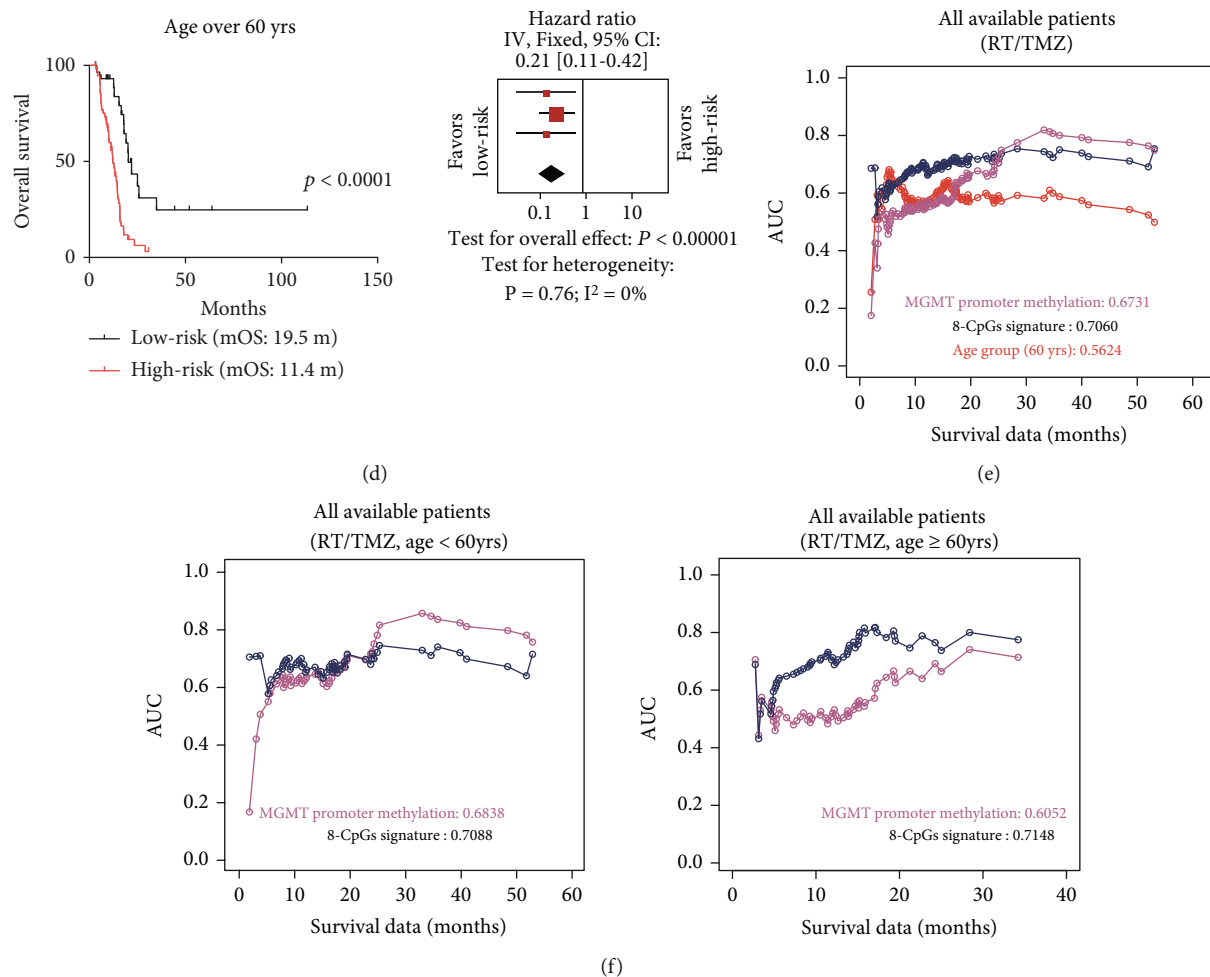 Age over 60 yrs
100
50
0
Overall survival
p < 0.0001
0
50
100
150
Months
Low-risk (mOS: 19.5 m)
High-risk (mOS: 11.4 m)
Hazard ratio
IV, Fixed, 95% CI:
0.21 [0.11-0.42]
Favors
low-risk
Favors
high-risk
0.1
1
10
Test for overall effect: P < 0.00001
Test for heterogeneity:
P = 0.76; I² = 0%
(d)
All available patients
(RT/TMZ)
1.0
0.8
0.6
0.4
0.2
0.0
AUC
MGMT promoter methylation: 0.6731
8-CpGs signature : 0.7060
Age group (60 yrs): 0.5624
0
10
20
30
40
50
60
Survival data (months)
(e)
All available patients
(RT/TMZ, age < 60yrs)
1.0
0.8
0.6
0.4
0.2
0.0
AUC
MGMT promoter methylation: 0.6838
8-CpGs signature : 0.7088
0
10
20
30
40
50
60
Survival data (months)
All available patients
(RT/TMZ, age ≥ 60yrs)
1.0
0.8
0.6
0.4
0.2
0.0
AUC
MGMT promoter methylation: 0.6052
8-CpGs signature : 0.7148
0
10
20
30
40
Survival data (months)
(f)